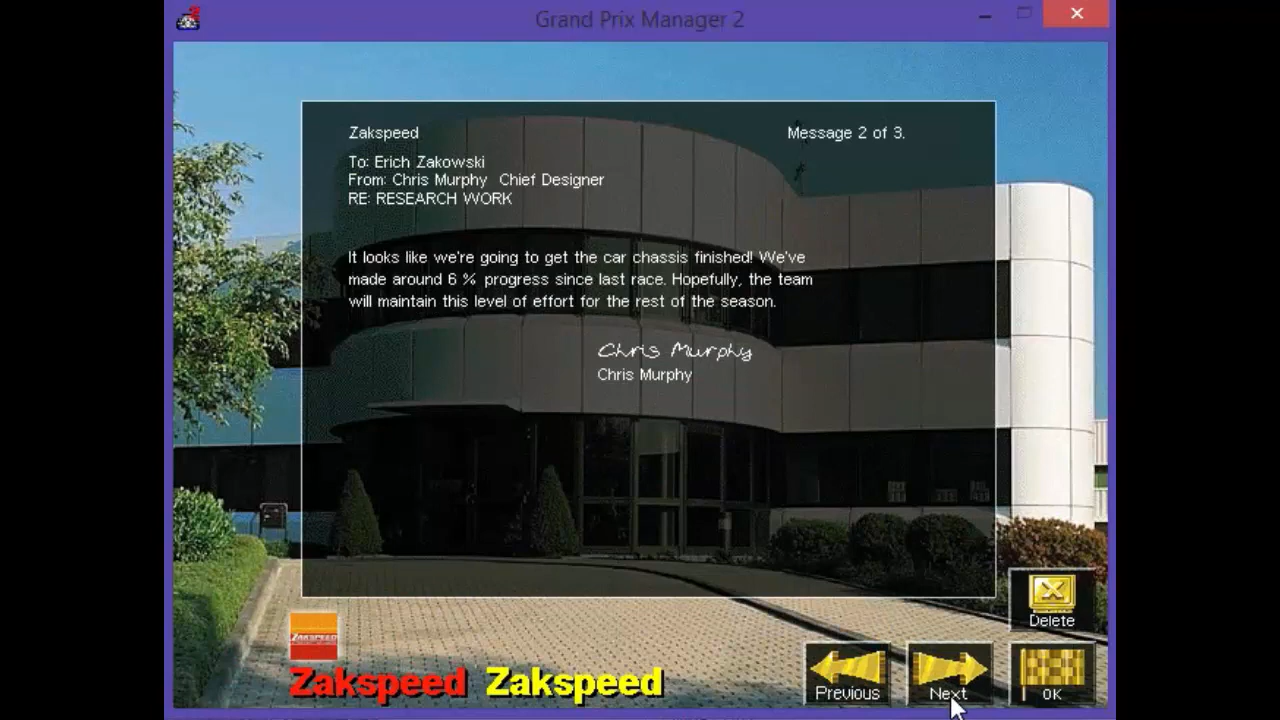 Grand Prix Manager 2
Zakspeed
Message 2 of 3.
To: Erich Zakowski
From: Chris Murphy Chief Designer
RE: RESEARCH WORK
It looks like we're going to get the car chassis finished! We've
made around 6 % progress since last race. Hopefully, the team
will maintain this level of effort for the rest of the season.
Chris Murphy
Chris Murphy
Delete
ZAKSPEED
Zakspeed Zakspeed
Previous
Next
OK